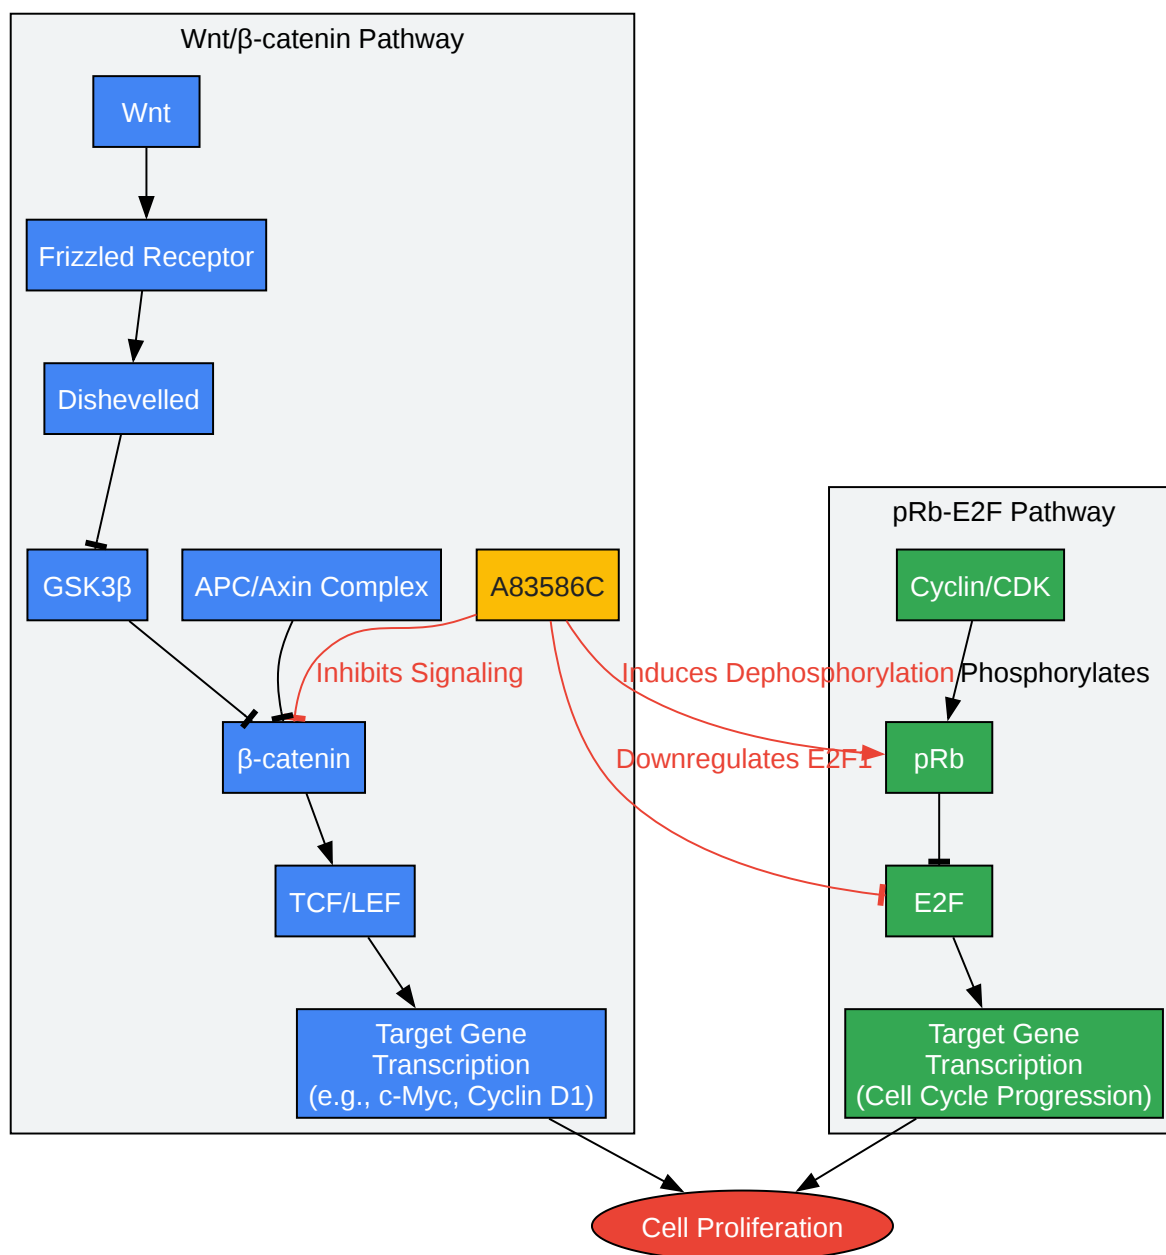 Wnt/β-catenin Pathway
Wnt
Frizzled Receptor
Dishevelled
pRb-E2F Pathway
GSK3β
APC/Axin Complex
A83586C
Cyclin/CDK
Inhibits Signaling
Induces Dephosphorylation
Phosphorylates
β-catenin
Downregulates E2F1
pRb
TCF/LEF
E2F
Target Gene
Transcription
(e.g., c-Myc, Cyclin D1)
Target Gene
Transcription
(Cell Cycle Progression)
Cell Proliferation